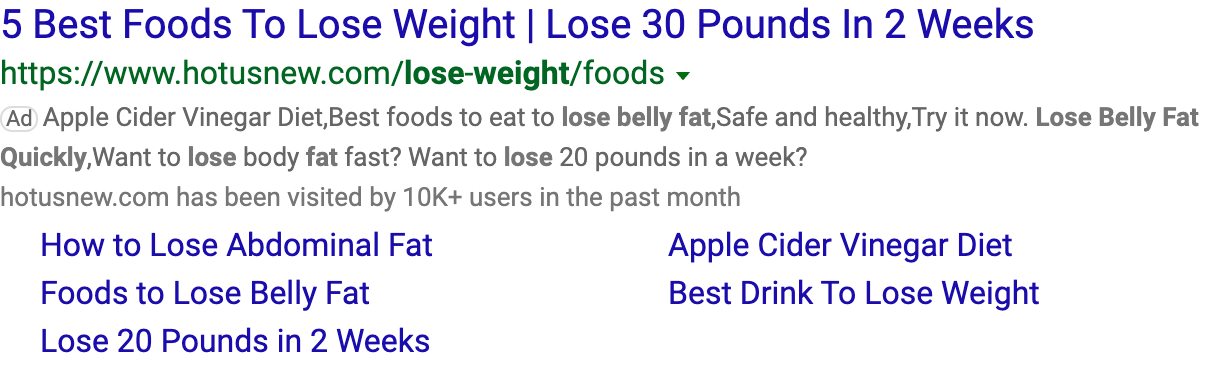 5 Best Foods To Lose Weight | Lose 30 Pounds In 2 Weeks
https://www.hotusnew.com/lose-weight/foods
Ad Apple Cider Vinegar Diet,Best foods to eat to lose belly fat,Safe and healthy,Try it now. Lose Belly Fat
Quickly,Want to lose body fat fast? Want to lose 20 pounds in a week?
hotusnew.com has been visited by 10K+ users in the past month
How to Lose Abdominal Fat
Apple Cider Vinegar Diet
Foods to Lose Belly Fat
Best Drink To Lose Weight
Lose 20 Pounds in 2 Weeks